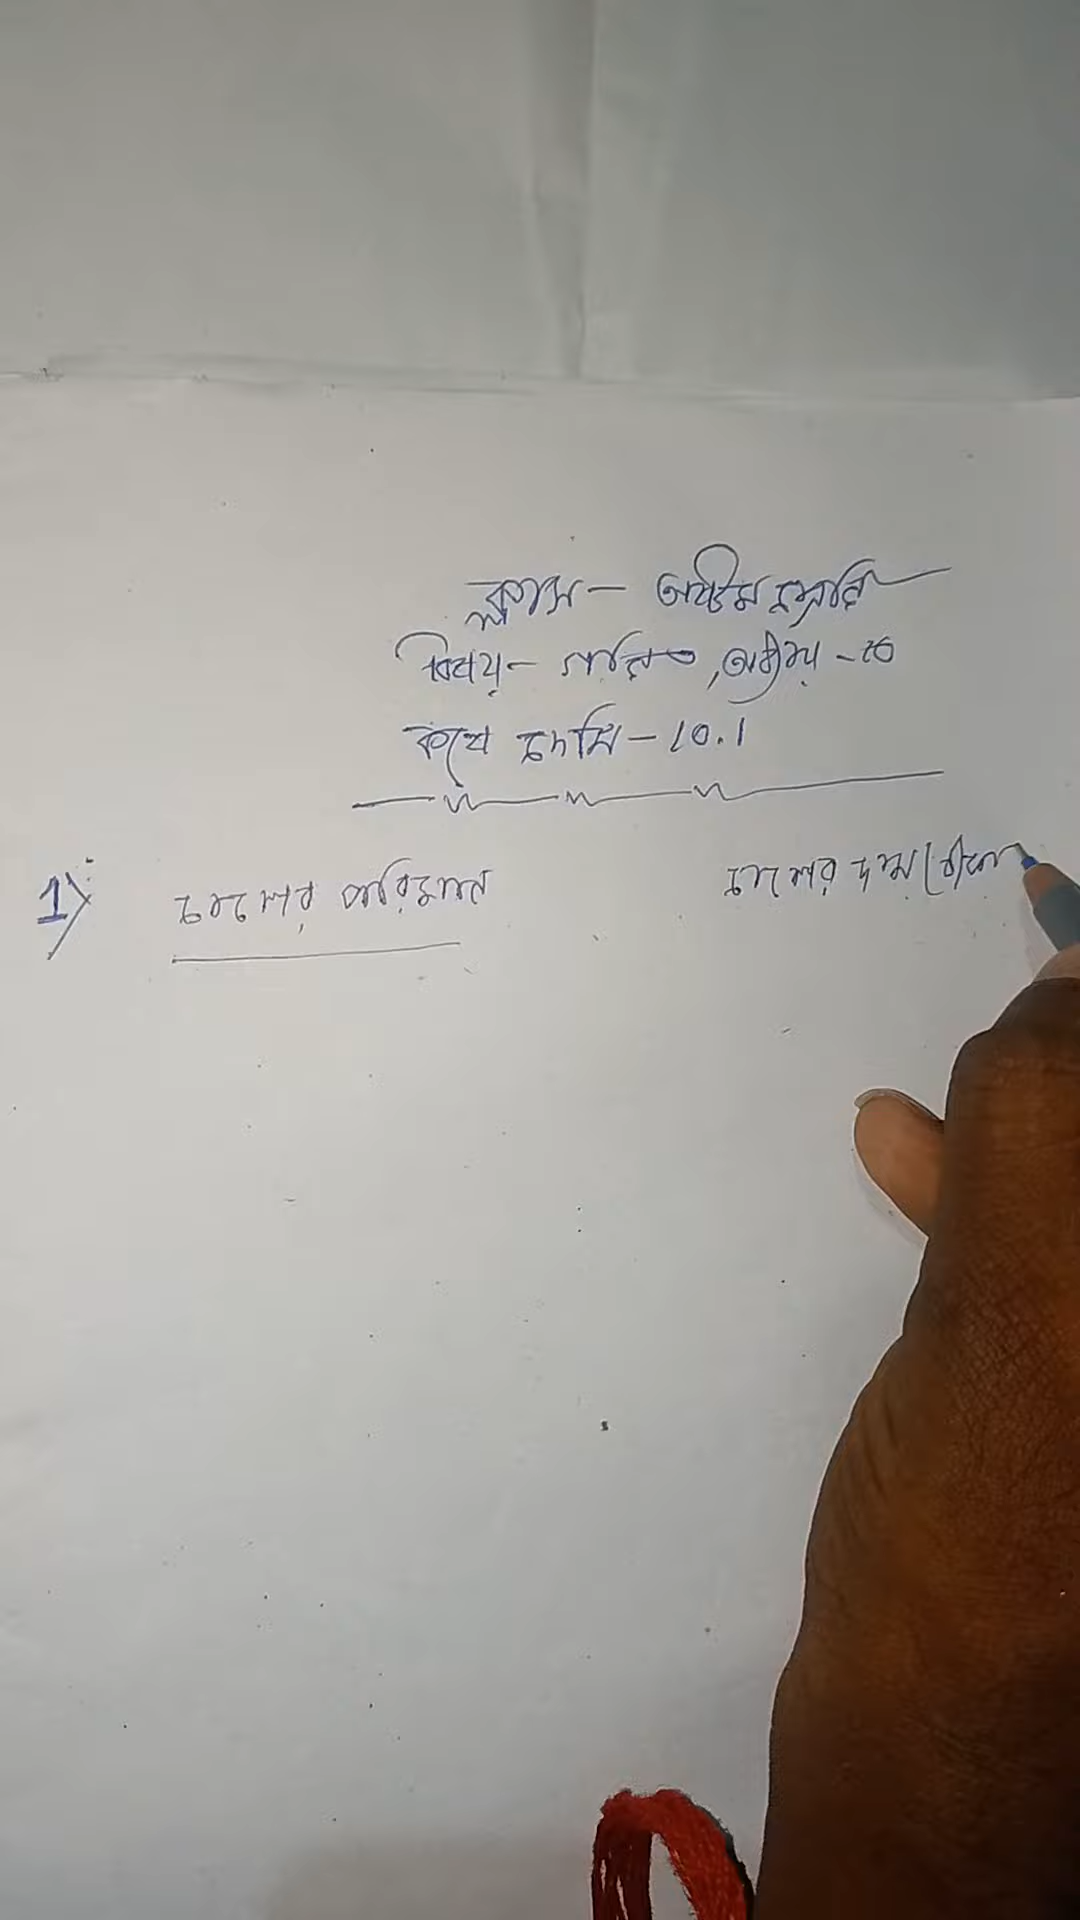 ক্লাস - অষ্টম শ্রেণি
বিষয় - গণিত, অধ্যায় - ১০
কষে দেখি - 10.1
1) তেলের পরিমান তেলের দাম (টাকা